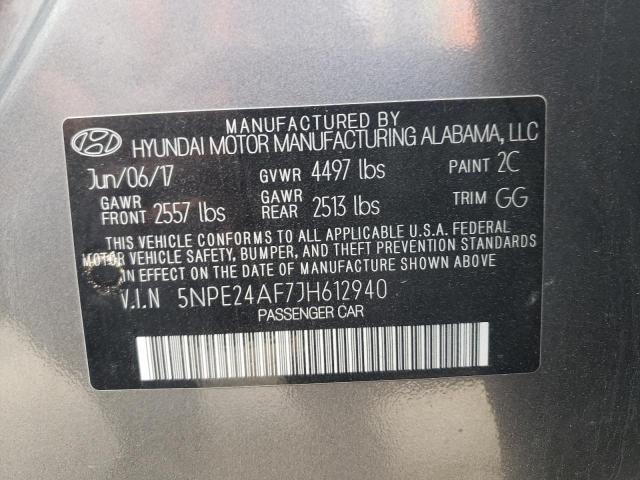 MANUFACTURED BY
HYUNDAI MOTOR MANUFACTURING ALABAMA, LLC
Jun/06/17 GVWR 4497 lbs PAINT 2C
GAWR FRONT 2557 lbs GAWR REAR 2513 lbs TRIM GG
THIS VEHICLE CONFORMS TO ALL APPLICABLE U.S.A. FEDERAL
MOTOR VEHICLE SAFETY, BUMPER, AND THEFT PREVENTION STANDARDS
IN EFFECT ON THE DATE OF MANUFACTURE SHOWN ABOVE.
V.I.N 5NPE24AF7JH612940
PASSENGER CAR